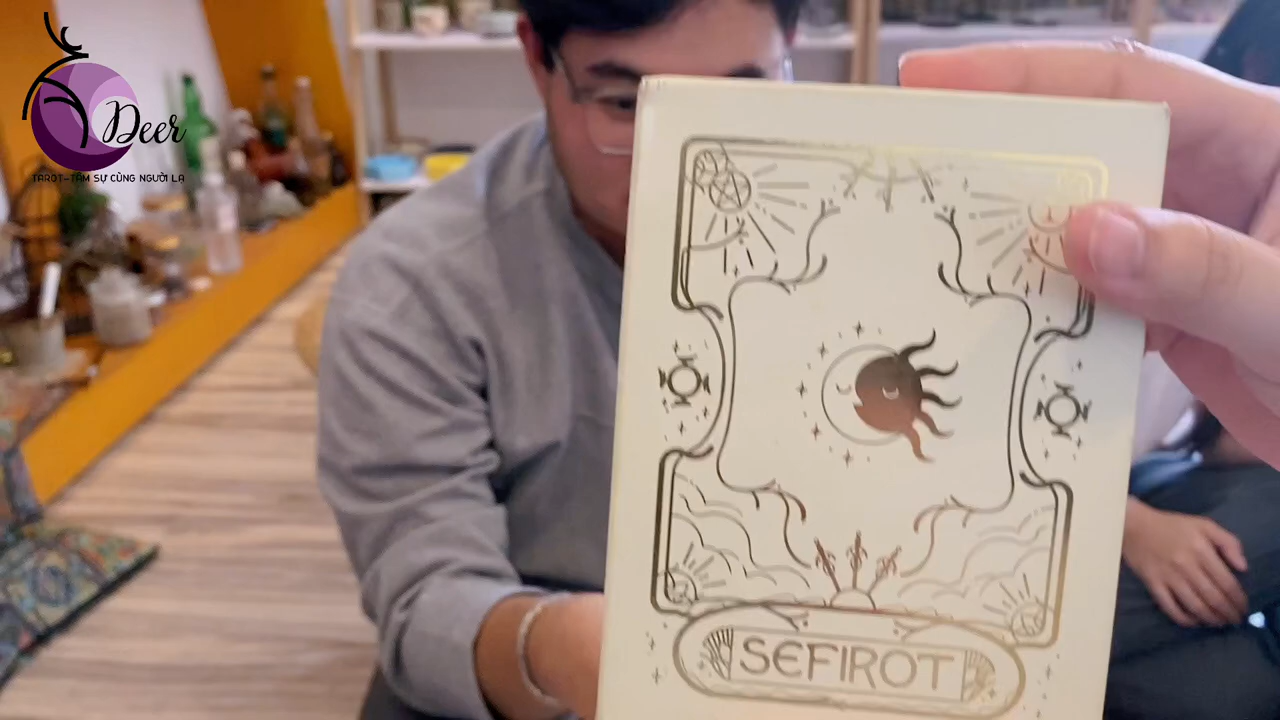 Deer
TAROT-TÂM SỰ CÙNG NGƯỜI LẠ
SEFIROT